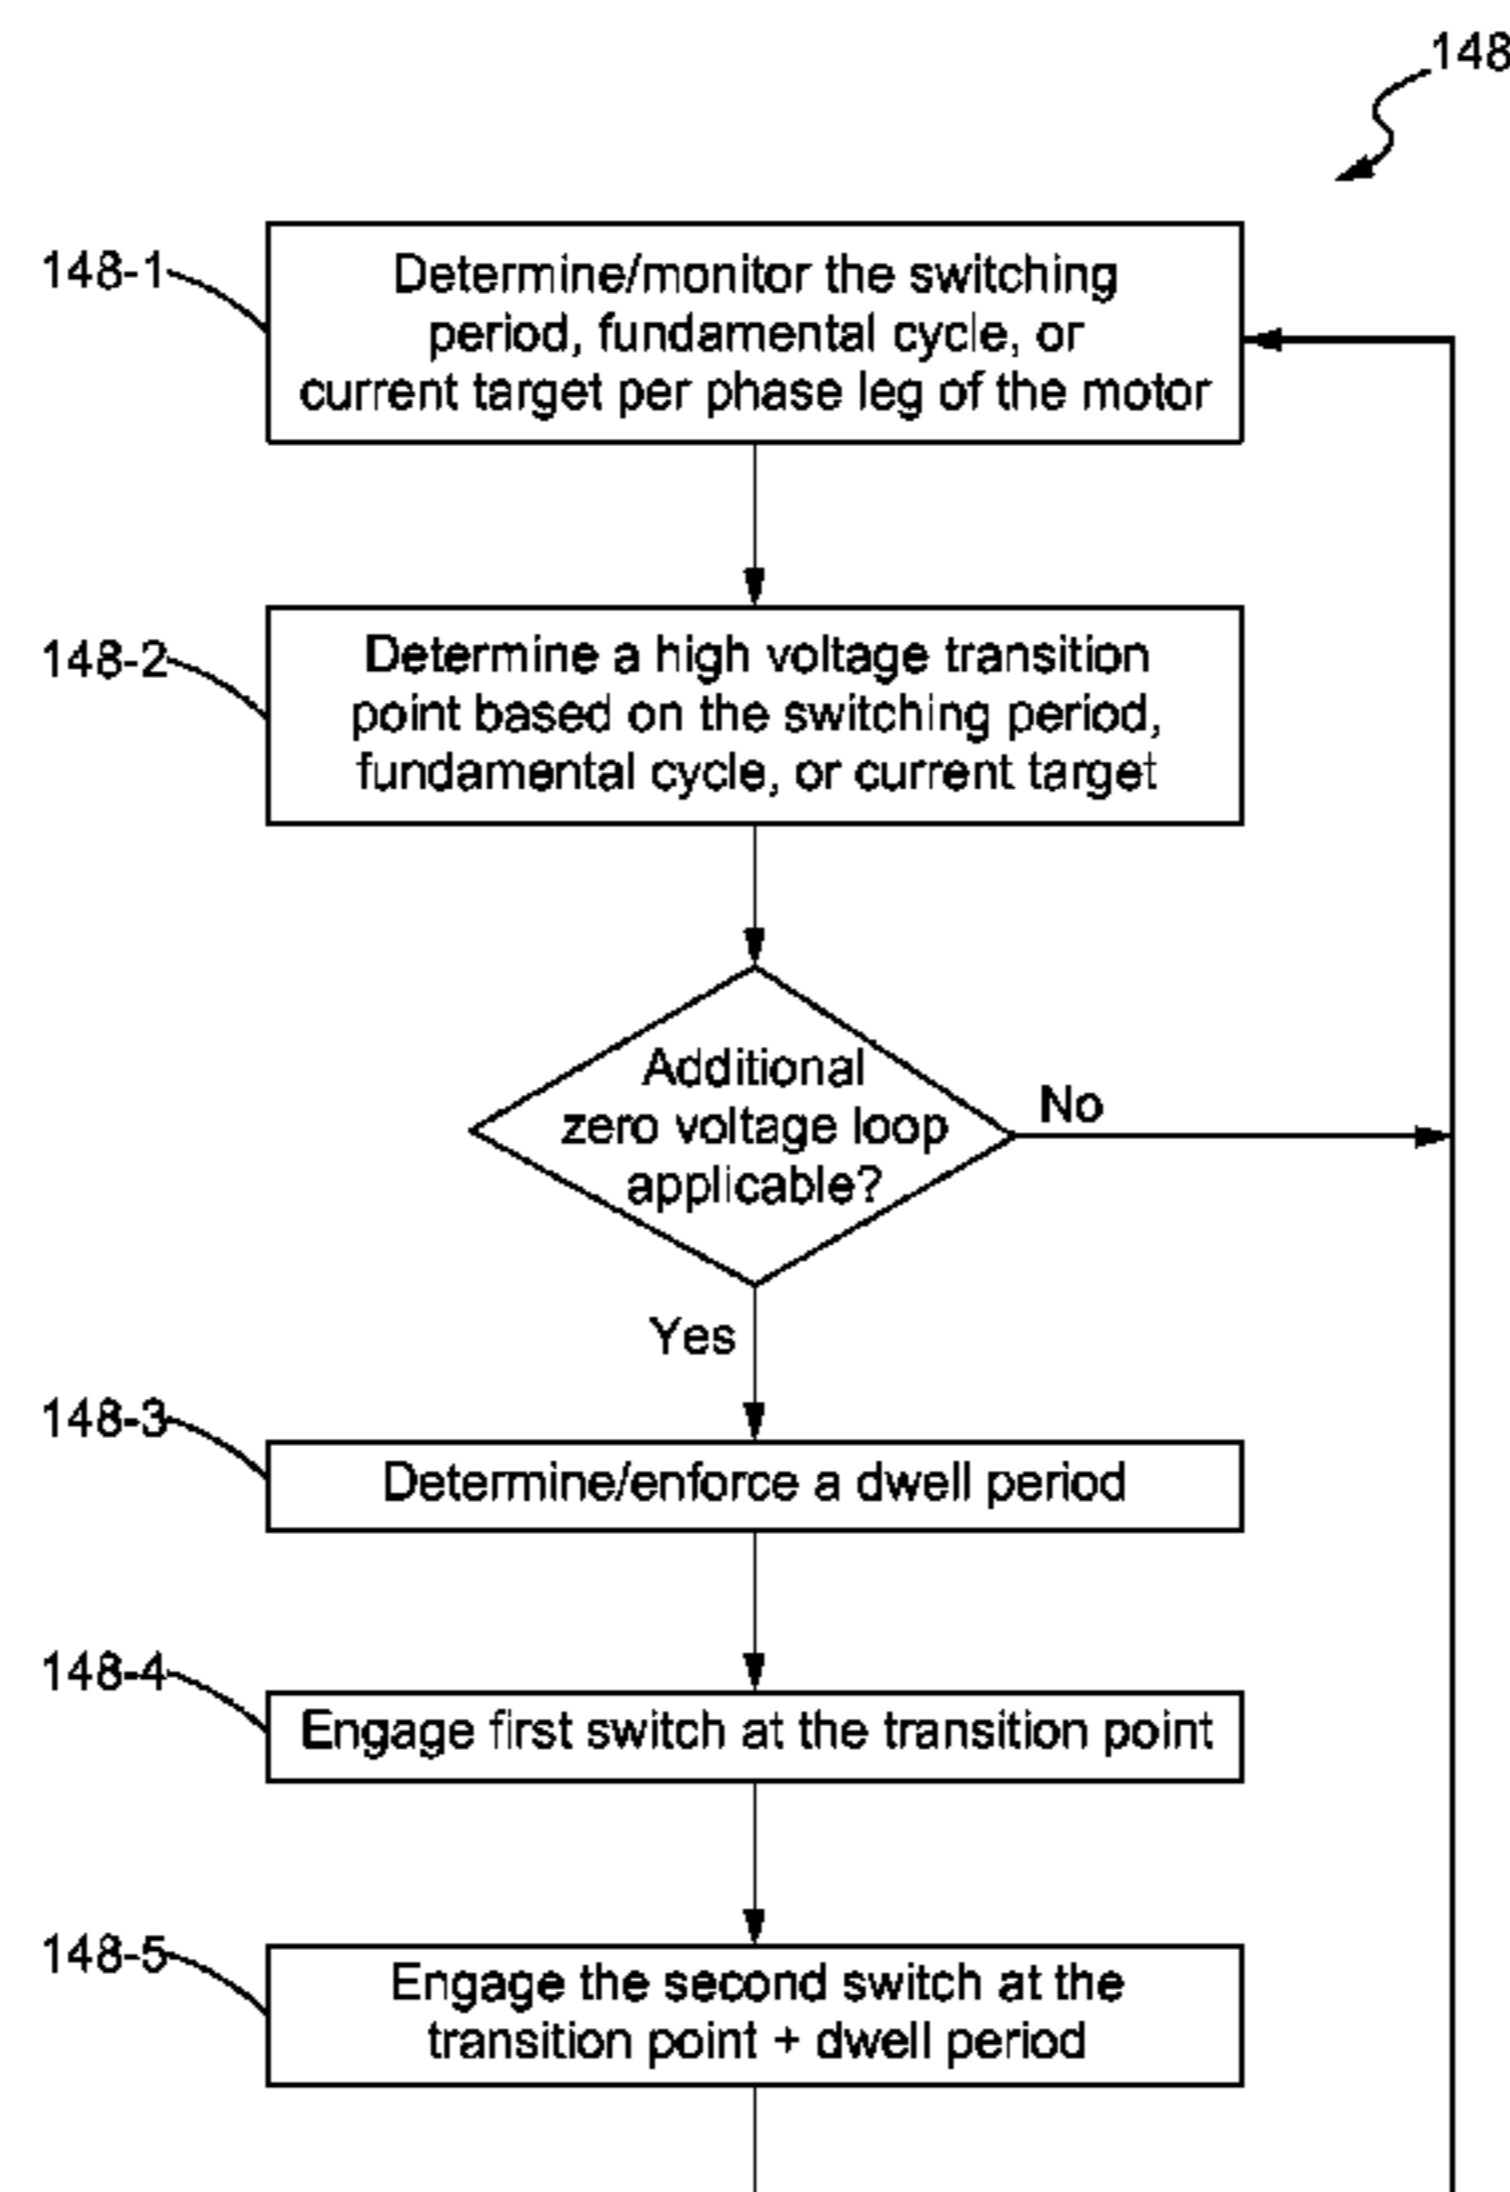 148
148-1
Determine/monitor the switching
period, fundamental cycle, or
current target per phase leg of the motor
148-2
Determine a high voltage transition
point based on the switching period,
fundamental cycle, or current target
Additional
zero voltage loop
applicable?
No
Yes
148-3
Determine/enforce a dwell period
148-4
Engage first switch at the transition point
148-5
Engage the second switch at the
transition point + dwell period